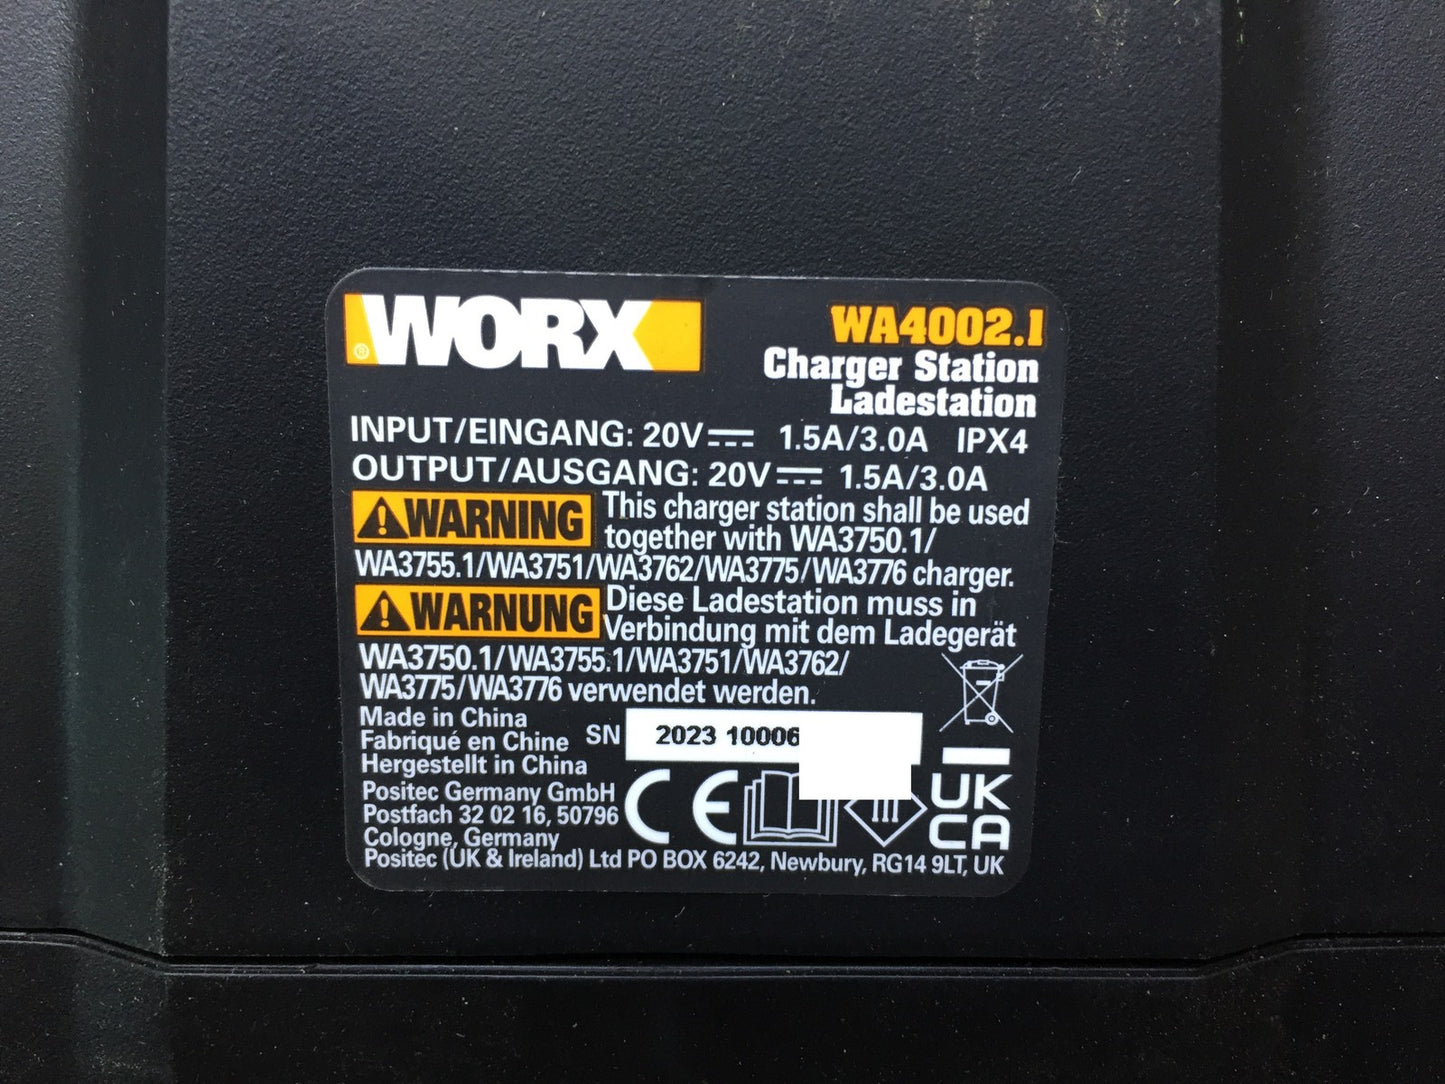 WORX
®
WA4002.1
Charger Station
Ladestation
INPUT/EINGANG: 20V⎓ 1.5A/3.0A IPX4
OUTPUT/AUSGANG: 20V⎓ 1.5A/3.0A
WARNING This charger station shall be used
together with WA3750.1/
WA3755.1/WA3751/WA3762/WA3775/WA3776 charger.
WARNUNG Diese Ladestation muss in
Verbindung mit dem Ladegerät
WA3750.1/WA3755.1/WA3751/WA3762/
WA3775/WA3776 verwendet werden.
Made in China
Fabriqué en Chine
Hergestellt in China
SN 2023 10006
Positec Germany GmbH
Postfach 32 02 16, 50796
Cologne, Germany
Positec (UK & Ireland) Ltd PO BOX 6242, Newbury, RG14 9LT, UK
CE
III
UK
CA